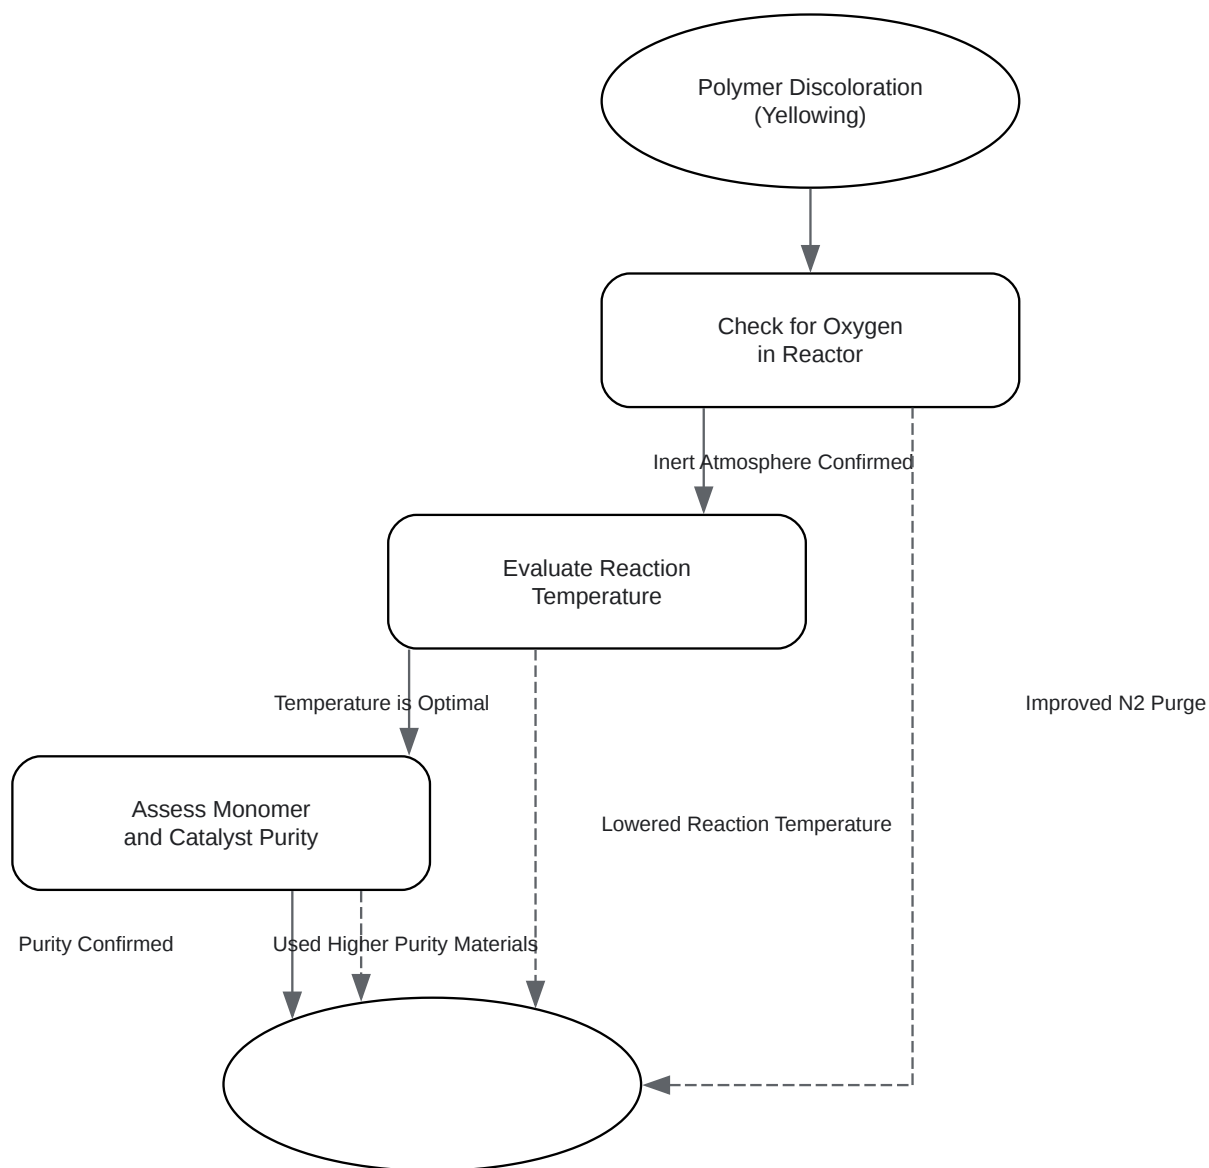 Polymer Discoloration
(Yellowing)
Check for Oxygen
in Reactor
Inert Atmosphere Confirmed
Evaluate Reaction
Temperature
Temperature is Optimal
Improved N2 Purge
Assess Monomer
and Catalyst Purity
Lowered Reaction Temperature
Purity Confirmed
Used Higher Purity Materials